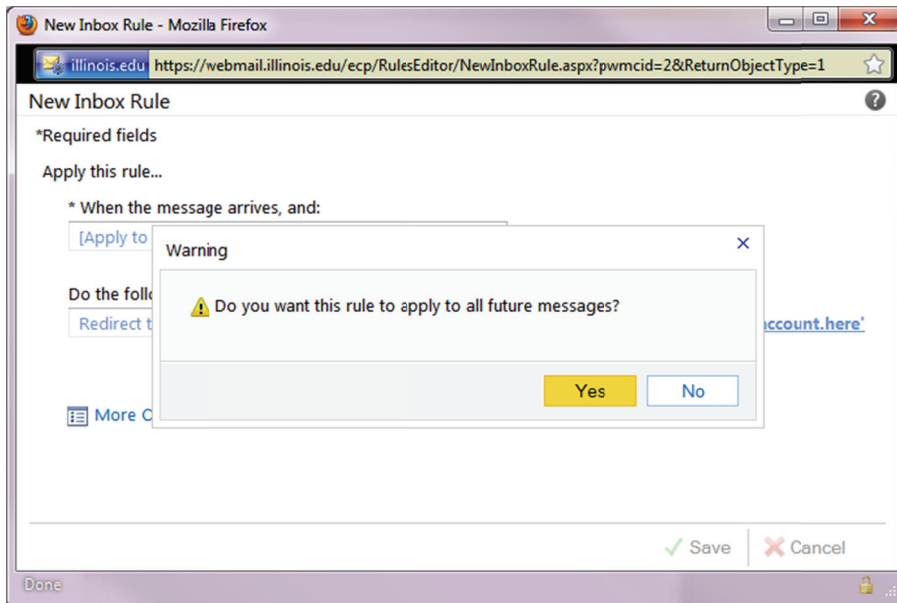 New Inbox Rule - Mozilla Firefox
illinois.edu https://webmail.illinois.edu/ecp/RulesEditor/NewInboxRule.aspx?pwmcid=2&ReturnObjectType=1
New Inbox Rule
*Required fields
Apply this rule...
* When the message arrives, and:
[Apply to
Warning
Do you want this rule to apply to all future messages?
Do the follo
Redirect t
account.here'
Yes No
More O
Save Cancel
Done